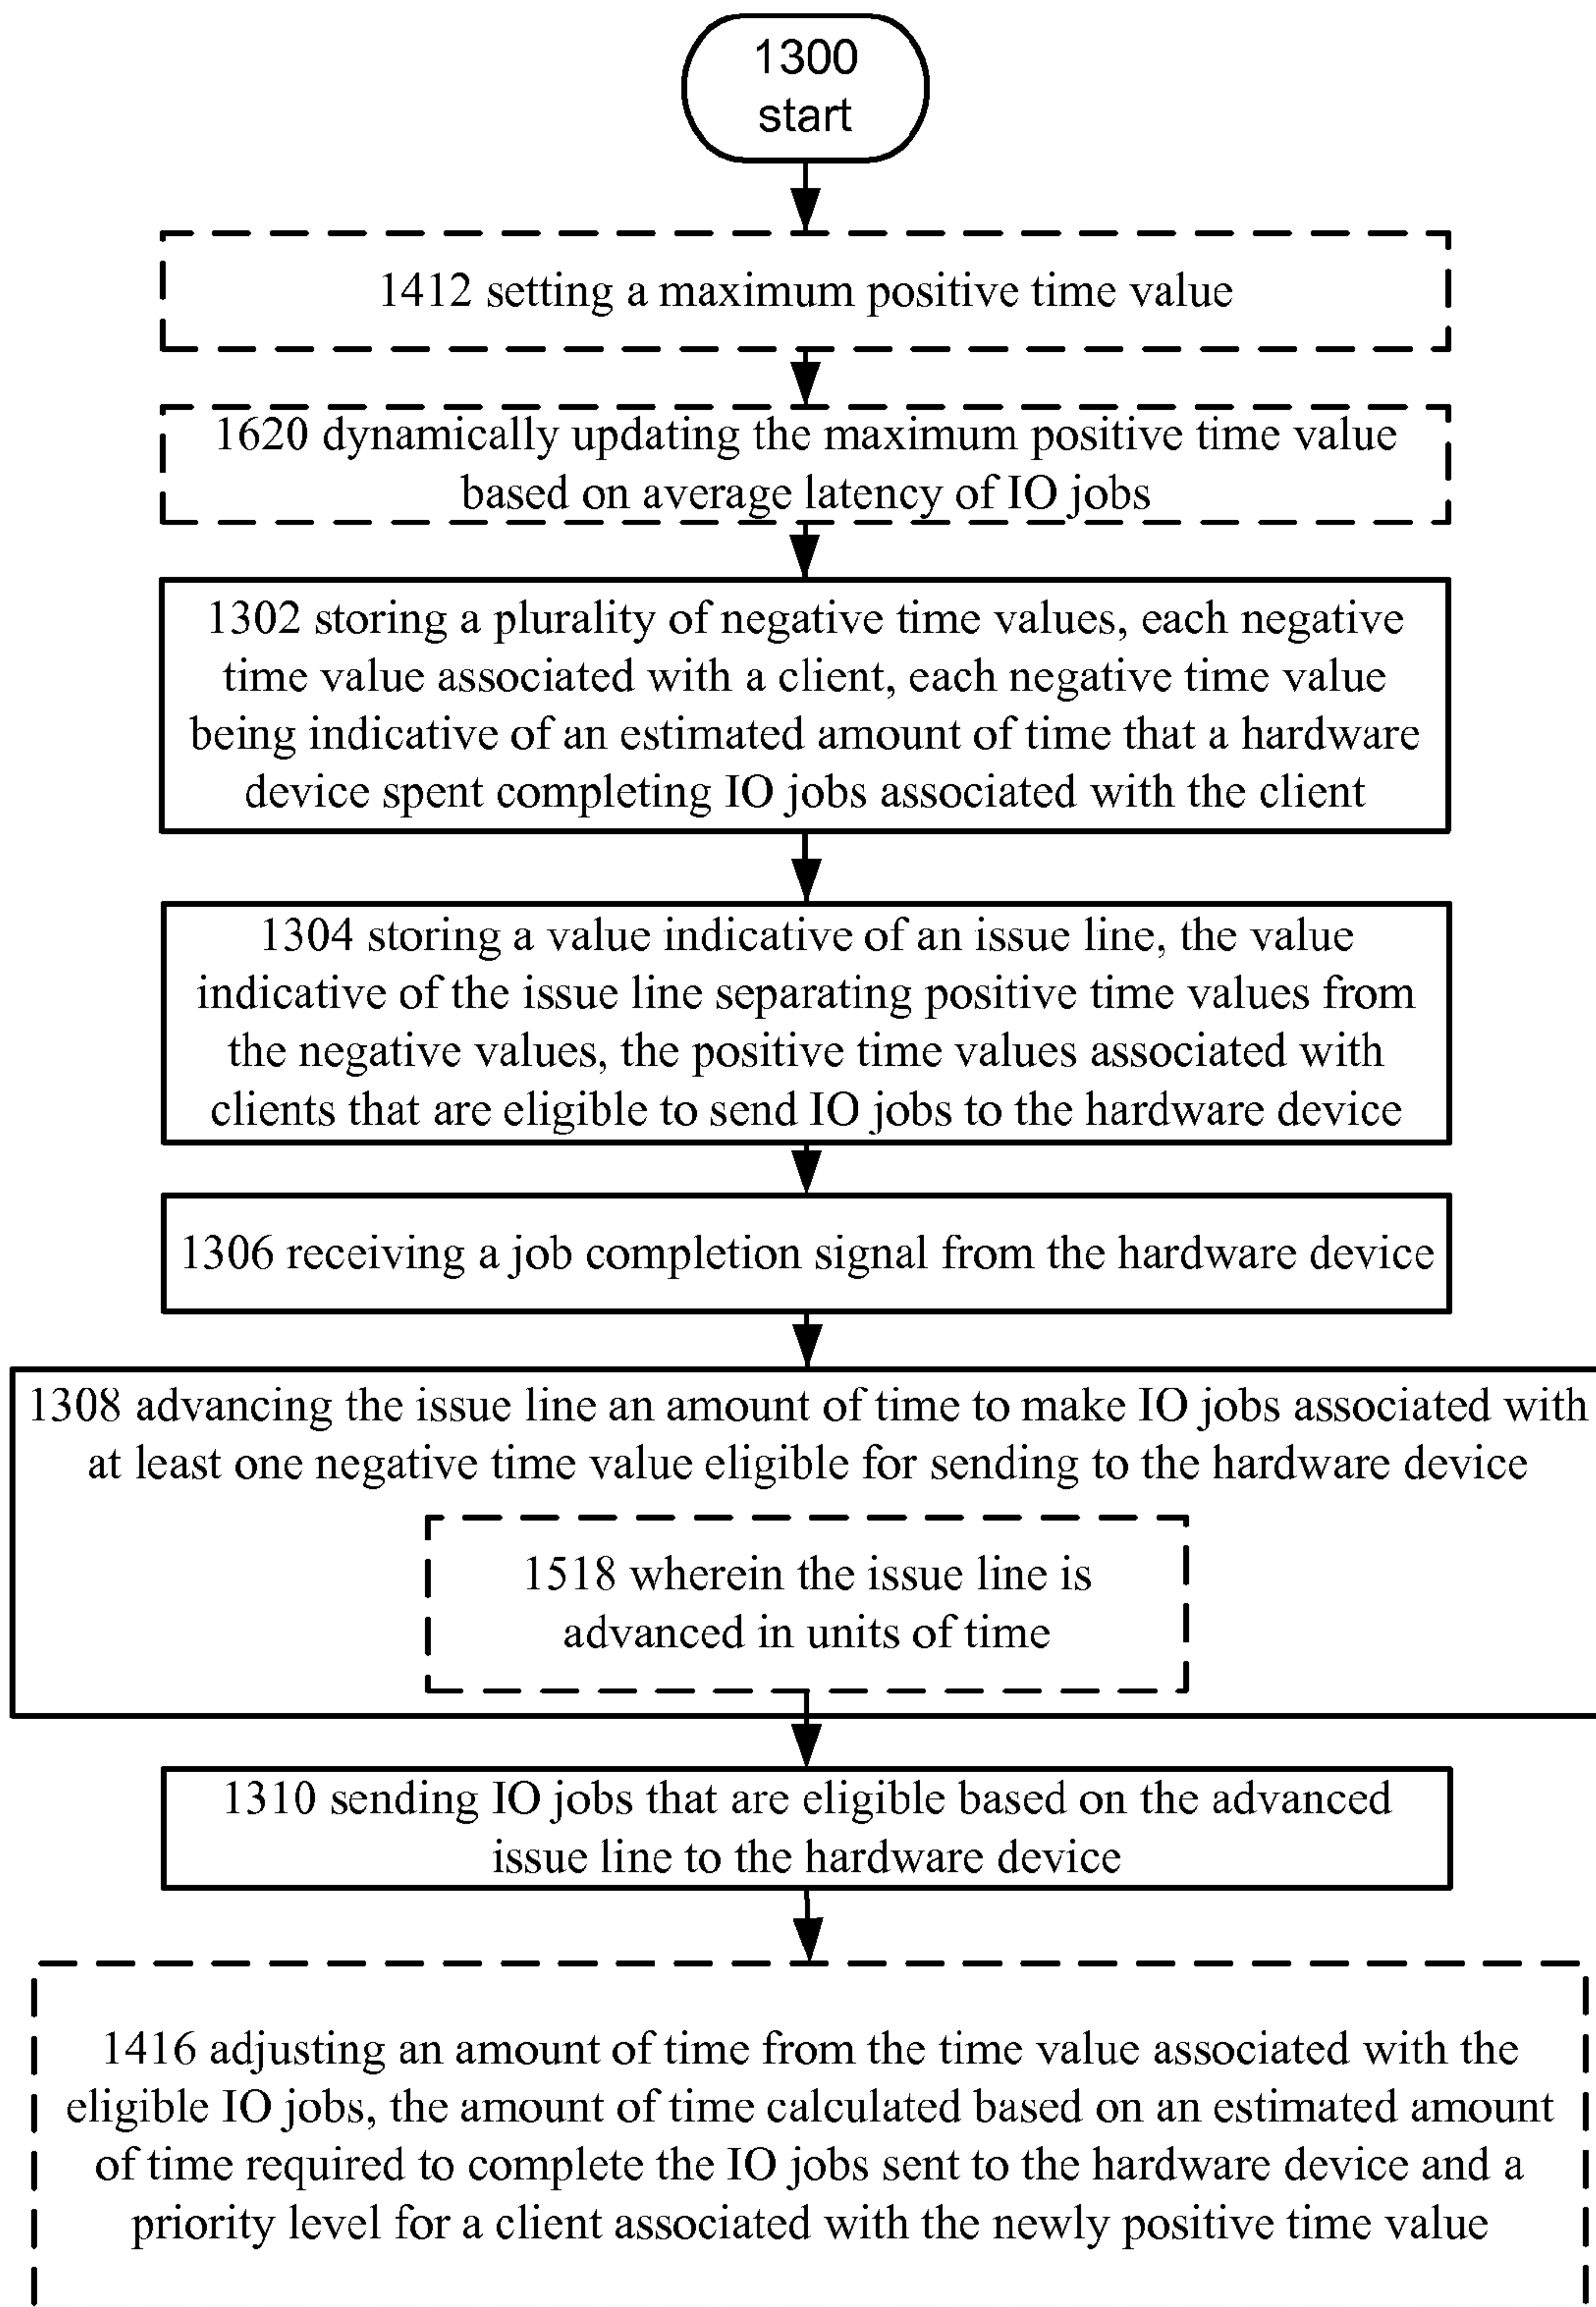 1300
start
1412 setting a maximum positive time value
1620 dynamically updating the maximum positive time value
based on average latency of IO jobs
1302 storing a plurality of negative time values, each negative
time value associated with a client, each negative time value
being indicative of an estimated amount of time that a hardware
device spent completing IO jobs associated with the client
1304 storing a value indicative of an issue line, the value
indicative of the issue line separating positive time values from
the negative values, the positive time values associated with
clients that are eligible to send IO jobs to the hardware device
1306 receiving a job completion signal from the hardware device
1308 advancing the issue line an amount of time to make IO jobs associated with
at least one negative time value eligible for sending to the hardware device
1518 wherein the issue line is
advanced in units of time
1310 sending IO jobs that are eligible based on the advanced
issue line to the hardware device
1416 adjusting an amount of time from the time value associated with the
eligible IO jobs, the amount of time calculated based on an estimated amount
of time required to complete the IO jobs sent to the hardware device and a
priority level for a client associated with the newly positive time value